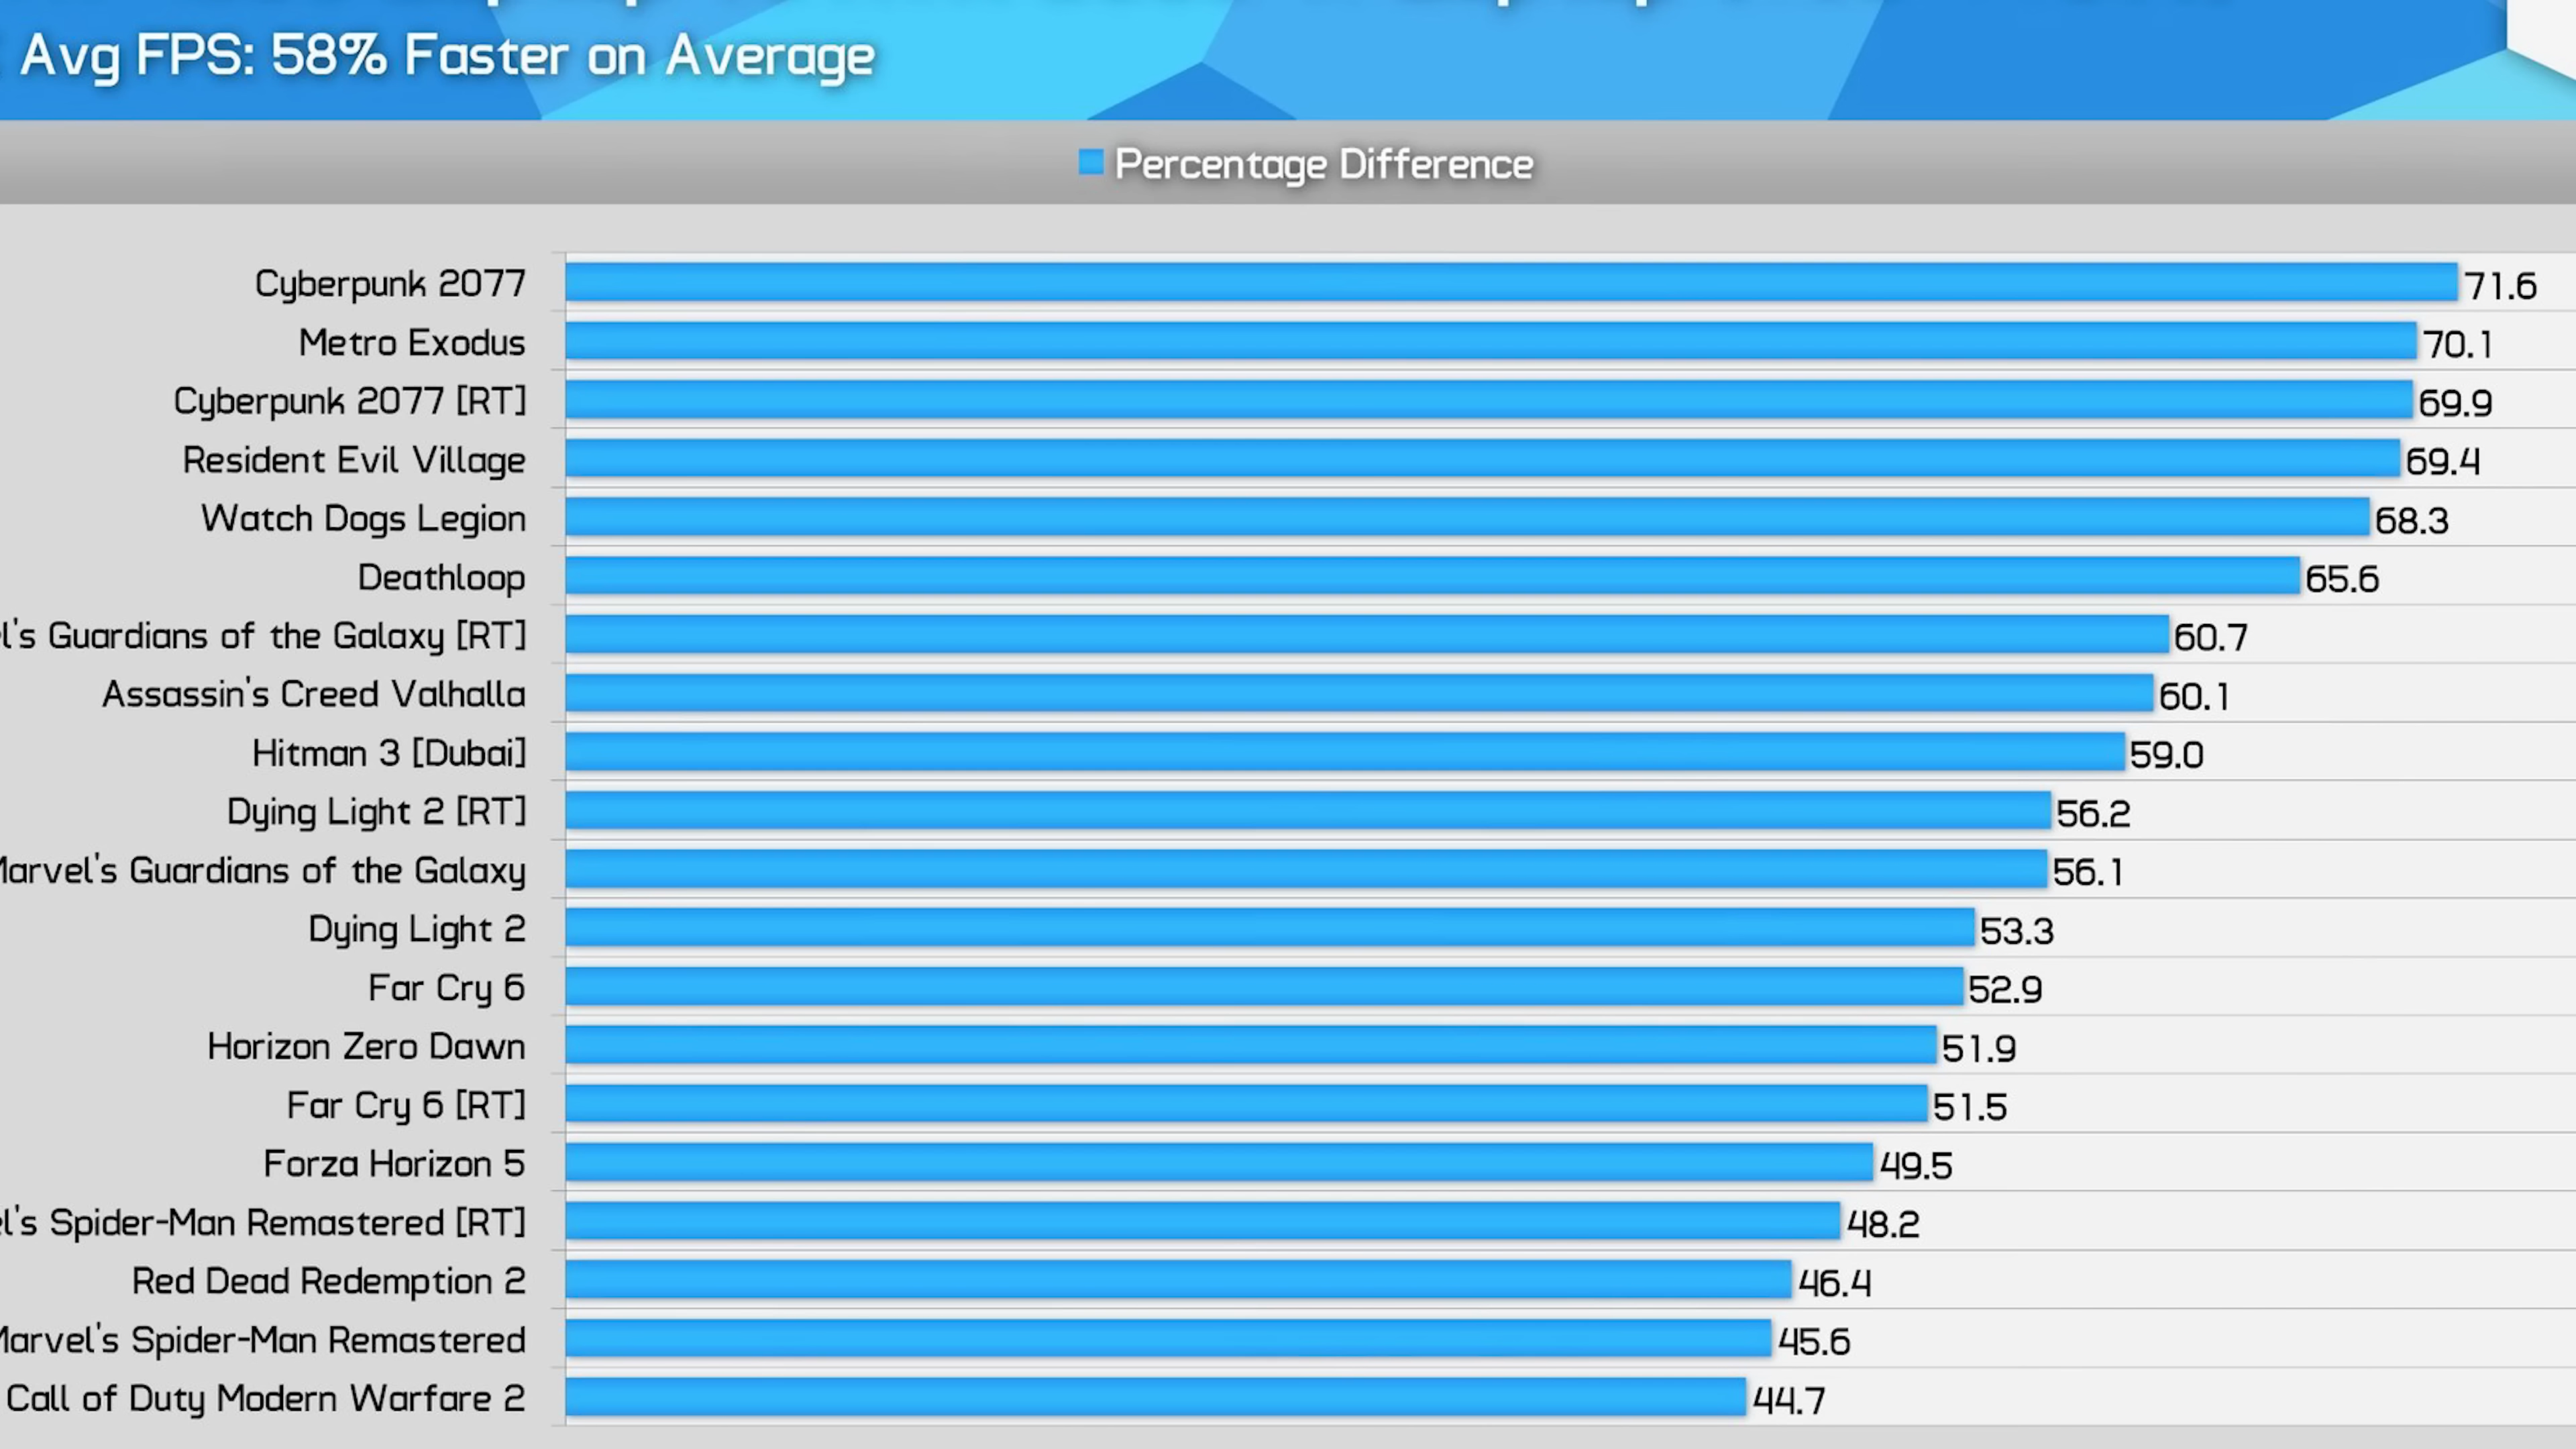 Avg FPS: 58% Faster on Average
Percentage Difference
Cyberpunk 2077 71.6
Metro Exodus 70.1
Cyberpunk 2077 [RT] 69.9
Resident Evil Village 69.4
Watch Dogs Legion 68.3
Deathloop 65.6
l's Guardians of the Galaxy [RT] 60.7
Assassin's Creed Valhalla 60.1
Hitman 3 [Dubai] 59.0
Dying Light 2 [RT] 56.2
Marvel's Guardians of the Galaxy 56.1
Dying Light 2 53.3
Far Cry 6 52.9
Horizon Zero Dawn 51.9
Far Cry 6 [RT] 51.5
Forza Horizon 5 49.5
el's Spider-Man Remastered [RT] 48.2
Red Dead Redemption 2 46.4
Marvel's Spider-Man Remastered 45.6
Call of Duty Modern Warfare 2 44.7